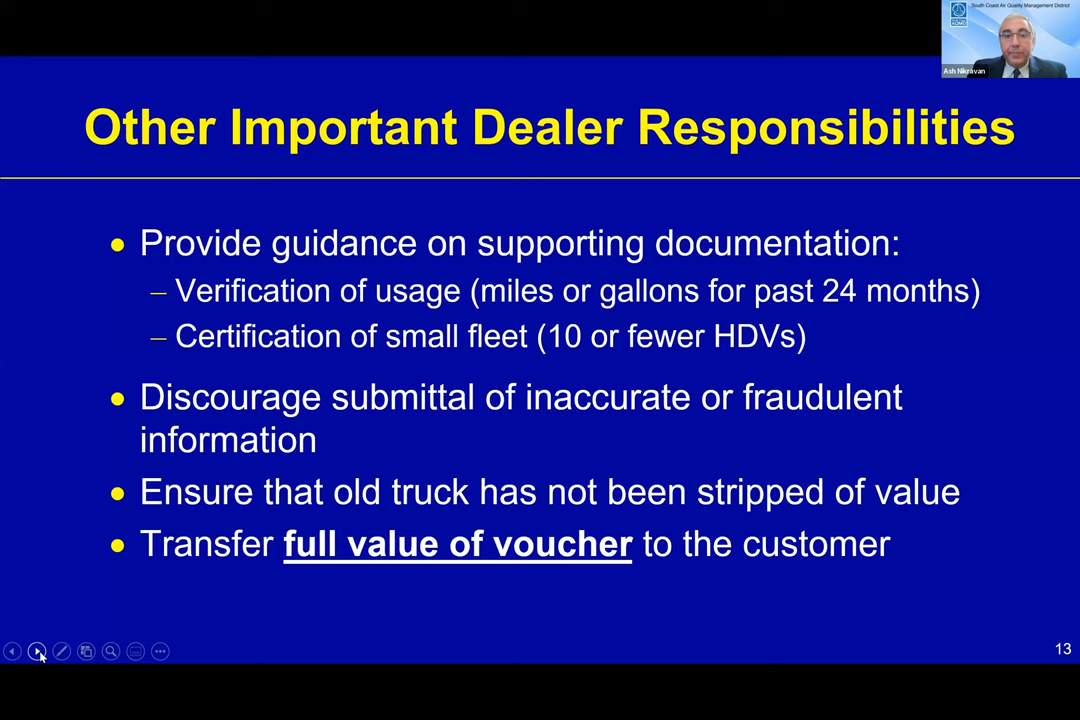 South Coast Air Quality Management District
AQMD
Ash Nikravan
Other Important Dealer Responsibilities
• Provide guidance on supporting documentation:
– Verification of usage (miles or gallons for past 24 months)
– Certification of small fleet (10 or fewer HDVs)
• Discourage submittal of inaccurate or fraudulent
information
• Ensure that old truck has not been stripped of value
• Transfer full value of voucher to the customer
13